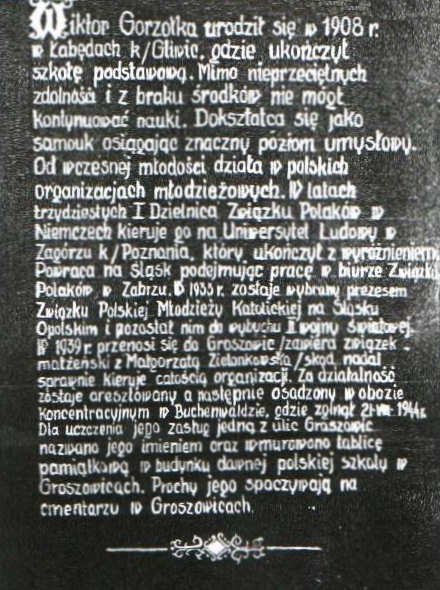 Wiktor Gorzołka urodził się w 1908 r.
w Łabędach k/Gliwic, gdzie ukończył
szkołę podstawową. Mimo nieprzeciętnych
zdolności i z braku środków nie mógł
kontynuować nauki. Dokształca się jako
samouk osiągając znaczny poziom umysłowy.
Od wczesnej młodości działa w polskich
organizacjach młodzieżowych. W latach
trzydziestych I Dzielnica Związku Polaków w
Niemczech kieruje go na Uniwersytet Ludowy w
Zagórzu k/Poznania, który ukończył z wyróżnieniem.
Powraca na Śląsk podejmując pracę w biurze Związku
Polaków w Zabrzu. W 1933 r. zostaje wybrany prezesem
Związku Polskiej Młodzieży Katolickiej na Śląsku
Opolskim i pozostał nim do wybuchu II wojny światowej.
W 1939 r. przenosi się do Groszowic /zawiera związek
małżeński z Małgorzatą Zielonkowską / skąd nadal
sprawnie kieruje całością organizacji. Za działalność
zostaje aresztowany a następnie osadzony w obozie
Koncentracyjnym w Buchenwaldzie, gdzie zginął 21-VIII-1944r.
Dla uczczenia jego zasług jedną z ulic Groszowic
nazwano jego imieniem oraz wmurowano tablicę
pamiątkową w budynku dawnej polskiej szkoły w
Groszowicach. Prochy jego spoczywają na
cmentarzu w Groszowicach.